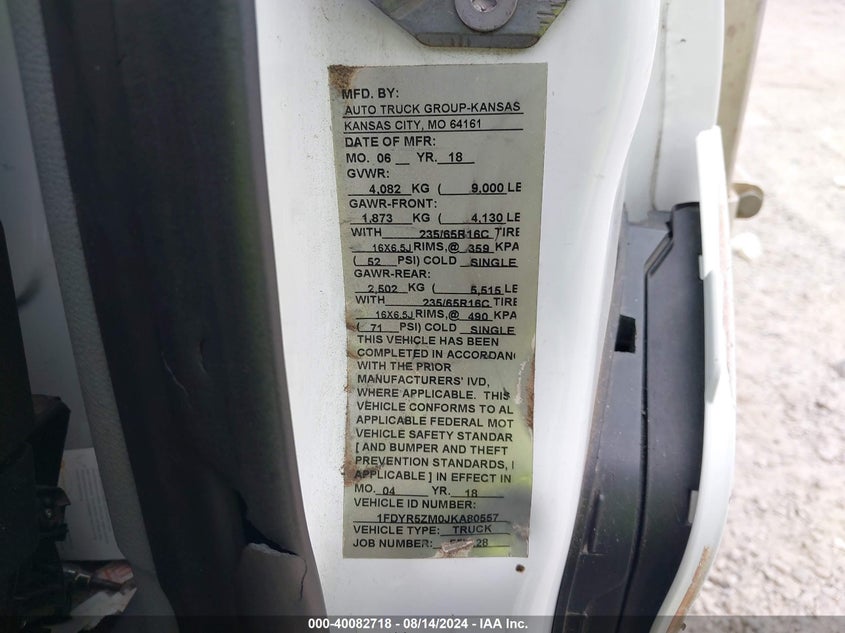 MFD. BY:
AUTO TRUCK GROUP-KANSAS
KANSAS CITY, MO 64161
DATE OF MFR:
MO. 06 YR. 18
GVWR:
4,082 KG ( 9,000 LE
GAWR-FRONT:
1,873 KG ( 4,130 LE
WITH 235/65R16C TIRE
16X6.5J RIMS,@ 359 KPA
( 52 PSI) COLD SINGLE
GAWR-REAR:
2,502 KG ( 5,515 LE
WITH 235/65R16C TIRE
16X6.5J RIMS,@ 490 KPA
( 71 PSI) COLD SINGLE
THIS VEHICLE HAS BEEN
COMPLETED IN ACCORDANC
WITH THE PRIOR
MANUFACTURERS' IVD,
WHERE APPLICABLE. THIS
VEHICLE CONFORMS TO AL
APPLICABLE FEDERAL MOT
VEHICLE SAFETY STANDAR
[ AND BUMPER AND THEFT
PREVENTION STANDARDS, I
APPLICABLE ] IN EFFECT IN
MO. 04 YR. 18
VEHICLE ID NUMBER:
1FDYR5ZM0JKA80557
VEHICLE TYPE: TRUCK
JOB NUMBER: 28
000-40082718 - 08/14/2024 - IAA Inc.